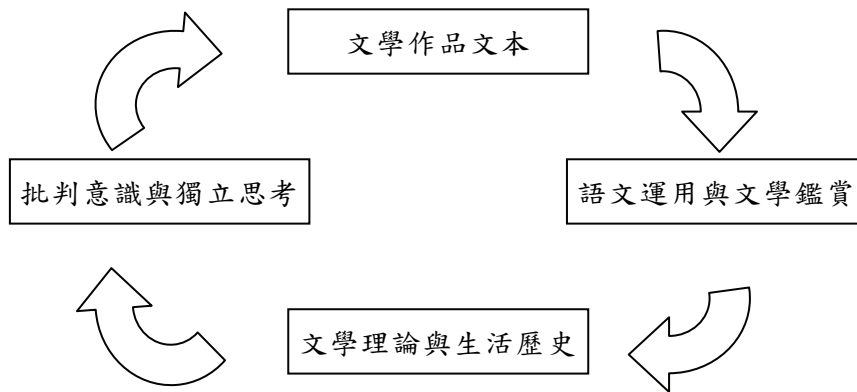 文學作品文本
批判意識與獨立思考
語文運用與文學鑑賞
文學理論與生活歷史